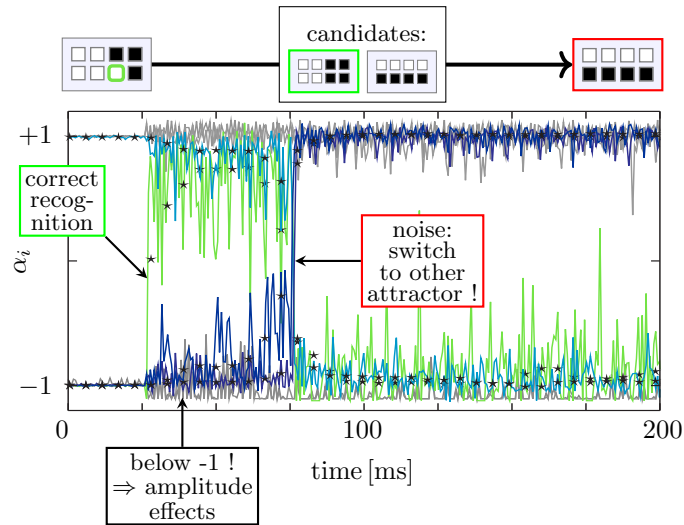 candidates:
+1
correct
recog-
nition
α_i
noise:
switch
to other
attractor !
−1
0
100
200
below -1 !
⇒ amplitude
effects
time [ms]